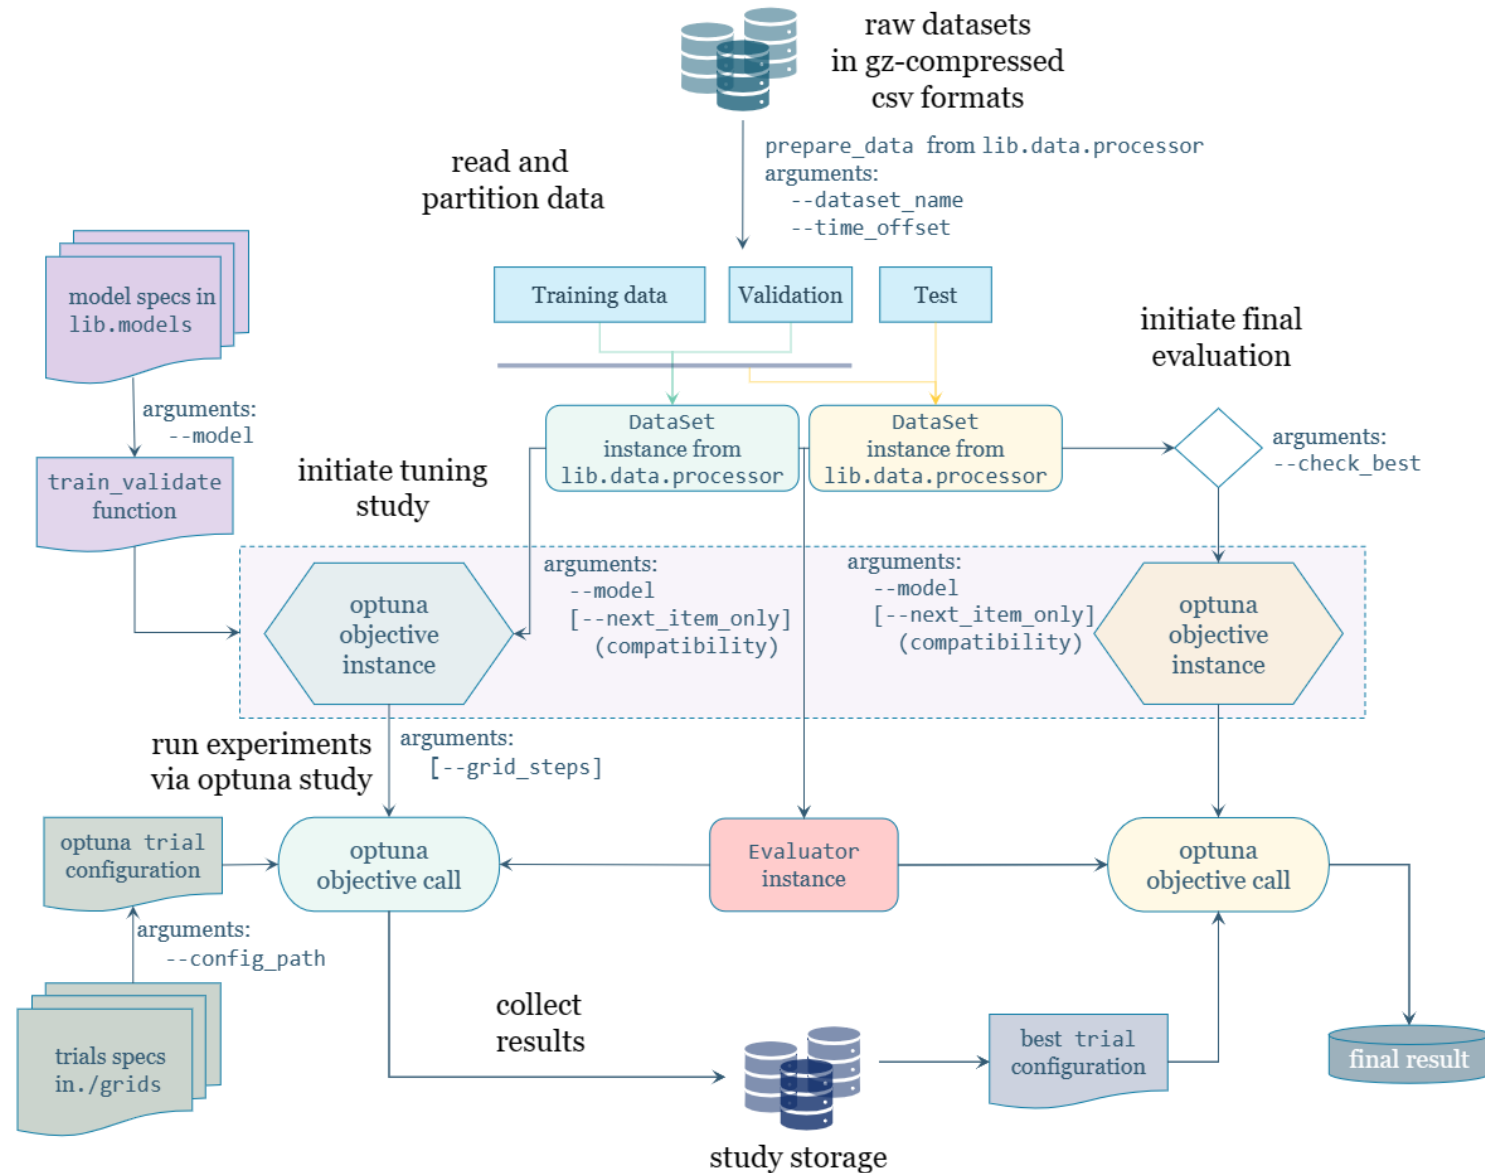 raw datasets
in gz-compressed
csv formats
read and
partition data
prepare_data from lib.data.processor
arguments:
--dataset_name
--time_offset
model specs in
lib.models
Training data
Validation
Test
initiate final
evaluation
arguments:
--model
train_validate
function
initiate tuning
study
DataSet
instance from
lib.data.processor
DataSet
instance from
lib.data.processor
arguments:
--check_best
optuna
objective
instance
arguments:
--model
[--next_item_only]
(compatibility)
arguments:
--model
[--next_item_only]
(compatibility)
optuna
objective
instance
run experiments
via optuna study
arguments:
[--grid_steps]
optuna trial
configuration
optuna
objective call
Evaluator
instance
optuna
objective call
arguments:
--config_path
trials specs
in./grids
collect
results
study storage
best trial
configuration
final result